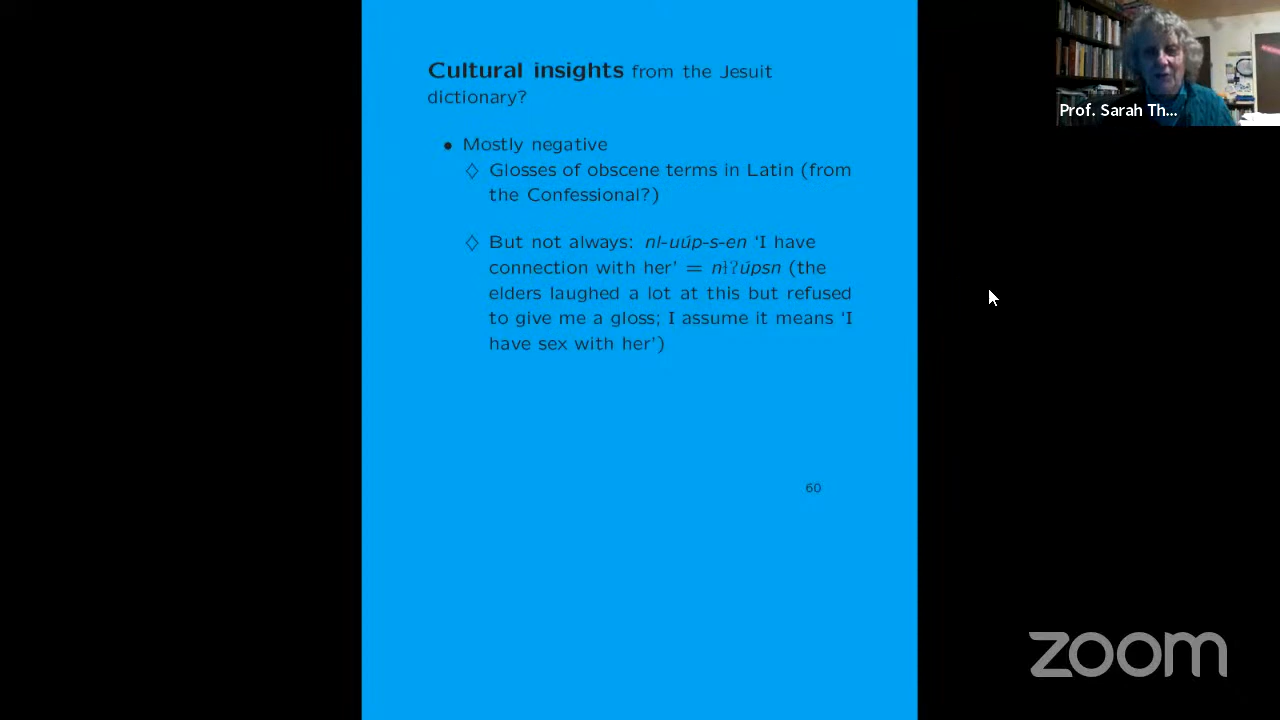 Cultural insights from the Jesuit
dictionary?
• Mostly negative
◇ Glosses of obscene terms in Latin (from
the Confessional?)
◇ But not always: nl-uúp-s-en ‘I have
connection with her’ = nɫʔúpsn (the
elders laughed a lot at this but refused
to give me a gloss; I assume it means ‘I
have sex with her’)
60
Prof. Sarah Th...
zoom